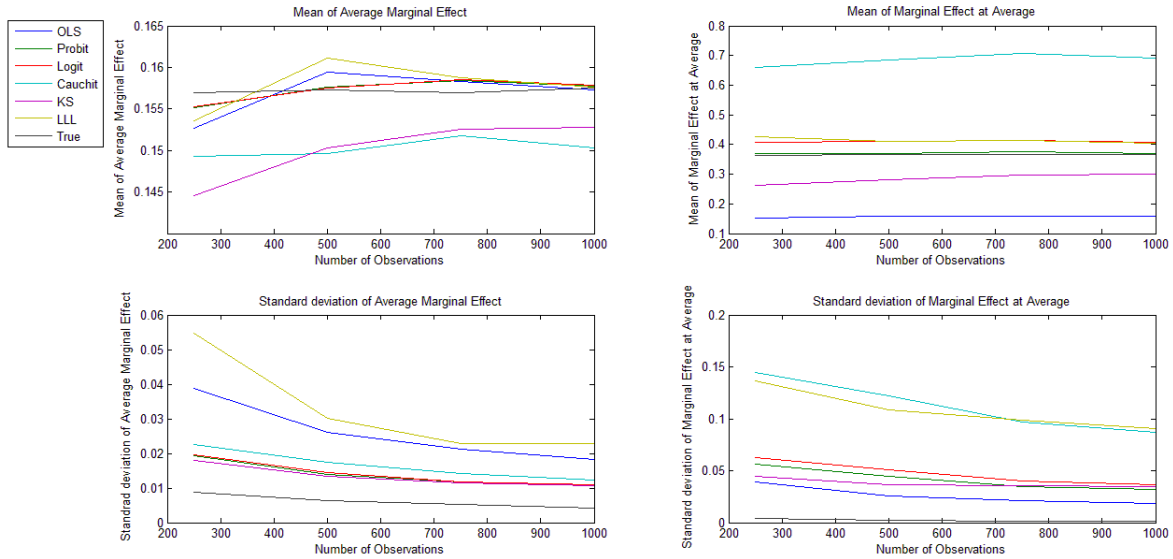 OLS
Probit
Logit
Cauchit
KS
LLL
True
Mean of Average Marginal Effect
Mean of Average Marginal Effect
0.165
0.16
0.155
0.15
0.145
200 300 400 500 600 700 800 900 1000
Number of Observations
Mean of Marginal Effect at Average
Mean of Marginal Effect at Average
0.8
0.7
0.6
0.5
0.4
0.3
0.2
0.1
200 300 400 500 600 700 800 900 1000
Number of Observations
Standard deviation of Average Marginal Effect
Standrad deviation of Average Marginal Effect
0.06
0.05
0.04
0.03
0.02
0.01
0
200 300 400 500 600 700 800 900 1000
Number of Observations
Standard deviation of Marginal Effect at Average
Standard deviation of Marginal Effect at Average
0.2
0.15
0.1
0.05
0
200 300 400 500 600 700 800 900 1000
Number of Observations